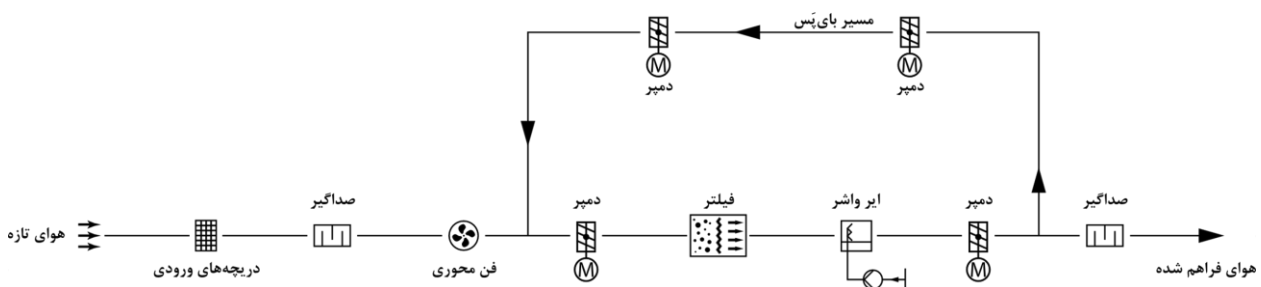 مسیر بای‌پَس
M
M
دمپر
دمپر
صداگیر
دمپر
فیلتر
ایر واشر
دمپر
صداگیر
هوای تازه
دریچه‌های ورودی
فن محوری
M
M
هوای فراهم شده